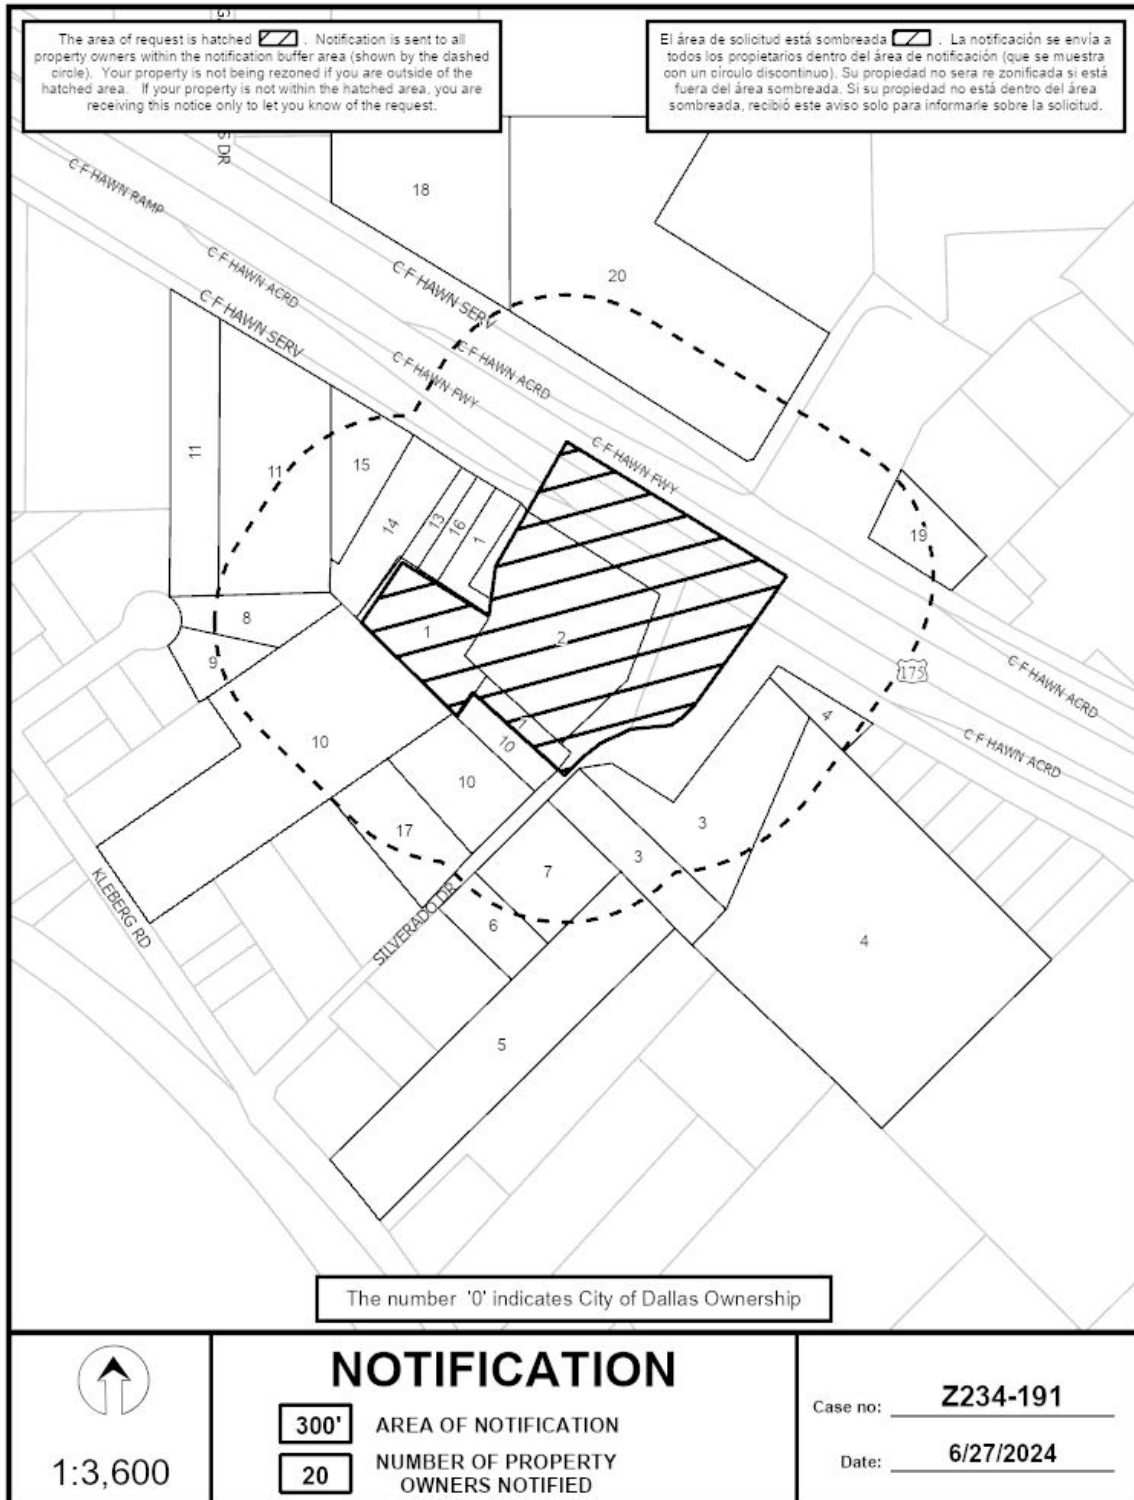 The area of request is hatched . Notification is sent to all
property owners within the notification buffer area (shown by the dashed
circle). Your property is not being rezoned if you are outside of the
hatched area. If your property is not within the hatched area, you are
receiving this notice only to let you know of the request.
El área de solicitud está sombreada . La notificación se envía a
todos los propietarios dentro del área de notificación (que se muestra
con un círculo discontinuo). Su propiedad no sera re zonificada si está
fuera del área sombreada. Si su propiedad no está dentro del área
sombreada, recibió este aviso solo para informarle sobre la solicitud.
S DR
C F HAWN RAMP
18
C F HAWN ACRD
C F HAWN SERV
20
C F HAWN SERV
C F HAWN FWY
C F HAWN ACRD
11
11
15
C F HAWN FWY
14
13
16
1
19
8
1
2
9
175
C F HAWN ACRD
4
1
10
10
C F HAWN ACRD
10
17
3
3
7
KLEBERG RD
SILVERADO DR
6
4
5
The number '0' indicates City of Dallas Ownership
1:3,600
NOTIFICATION
300' AREA OF NOTIFICATION
20 NUMBER OF PROPERTY
OWNERS NOTIFIED
Case no: Z234-191
Date: 6/27/2024